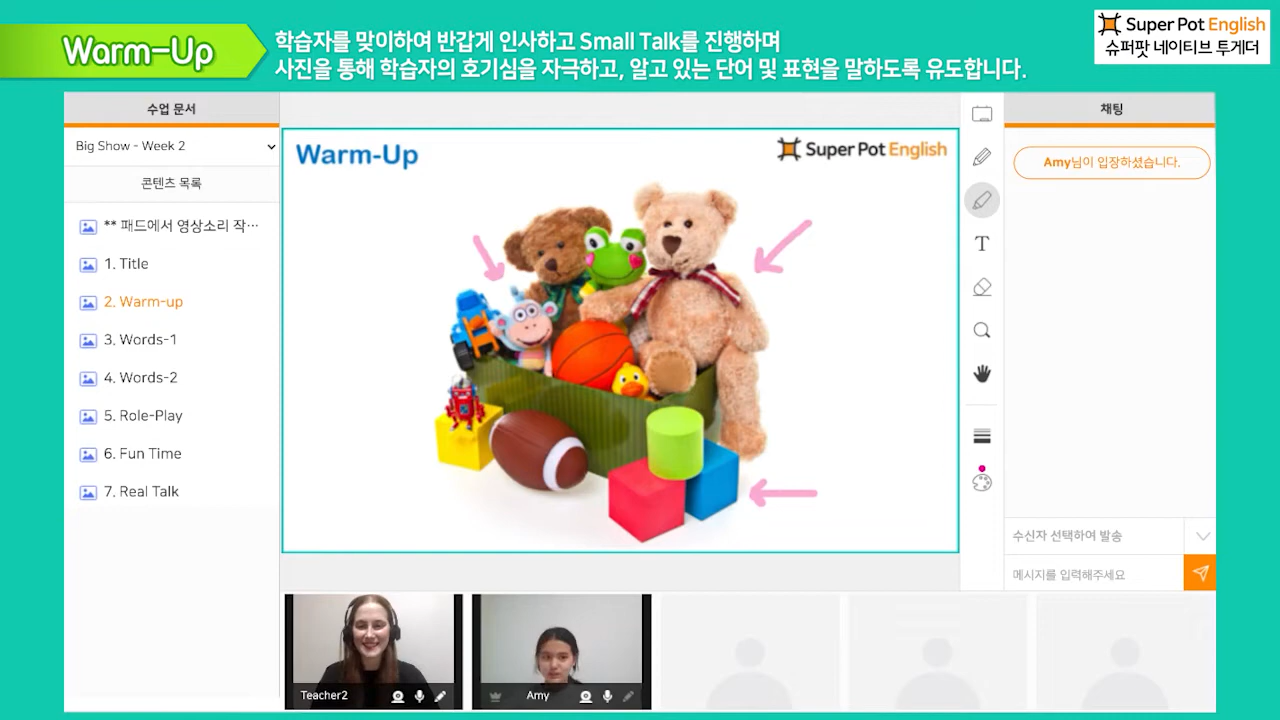 Warm-Up
학습자를 맞이하여 반갑게 인사하고 Small Talk를 진행하며
사진을 통해 학습자의 호기심을 자극하고, 알고 있는 단어 및 표현을 말하도록 유도합니다.
Super Pot English
슈퍼팟 네이티브 투게더
수업 문서
Big Show - Week 2
콘텐츠 목록
** 패드에서 영상소리 작⋯
1. Title
2. Warm-up
3. Words-1
4. Words-2
5. Role-Play
6. Fun Time
7. Real Talk
Warm-Up
Super Pot English
T
채팅
Amy님이 입장하셨습니다.
수신자 선택하여 발송
메시지를 입력해주세요
Teacher2
Amy